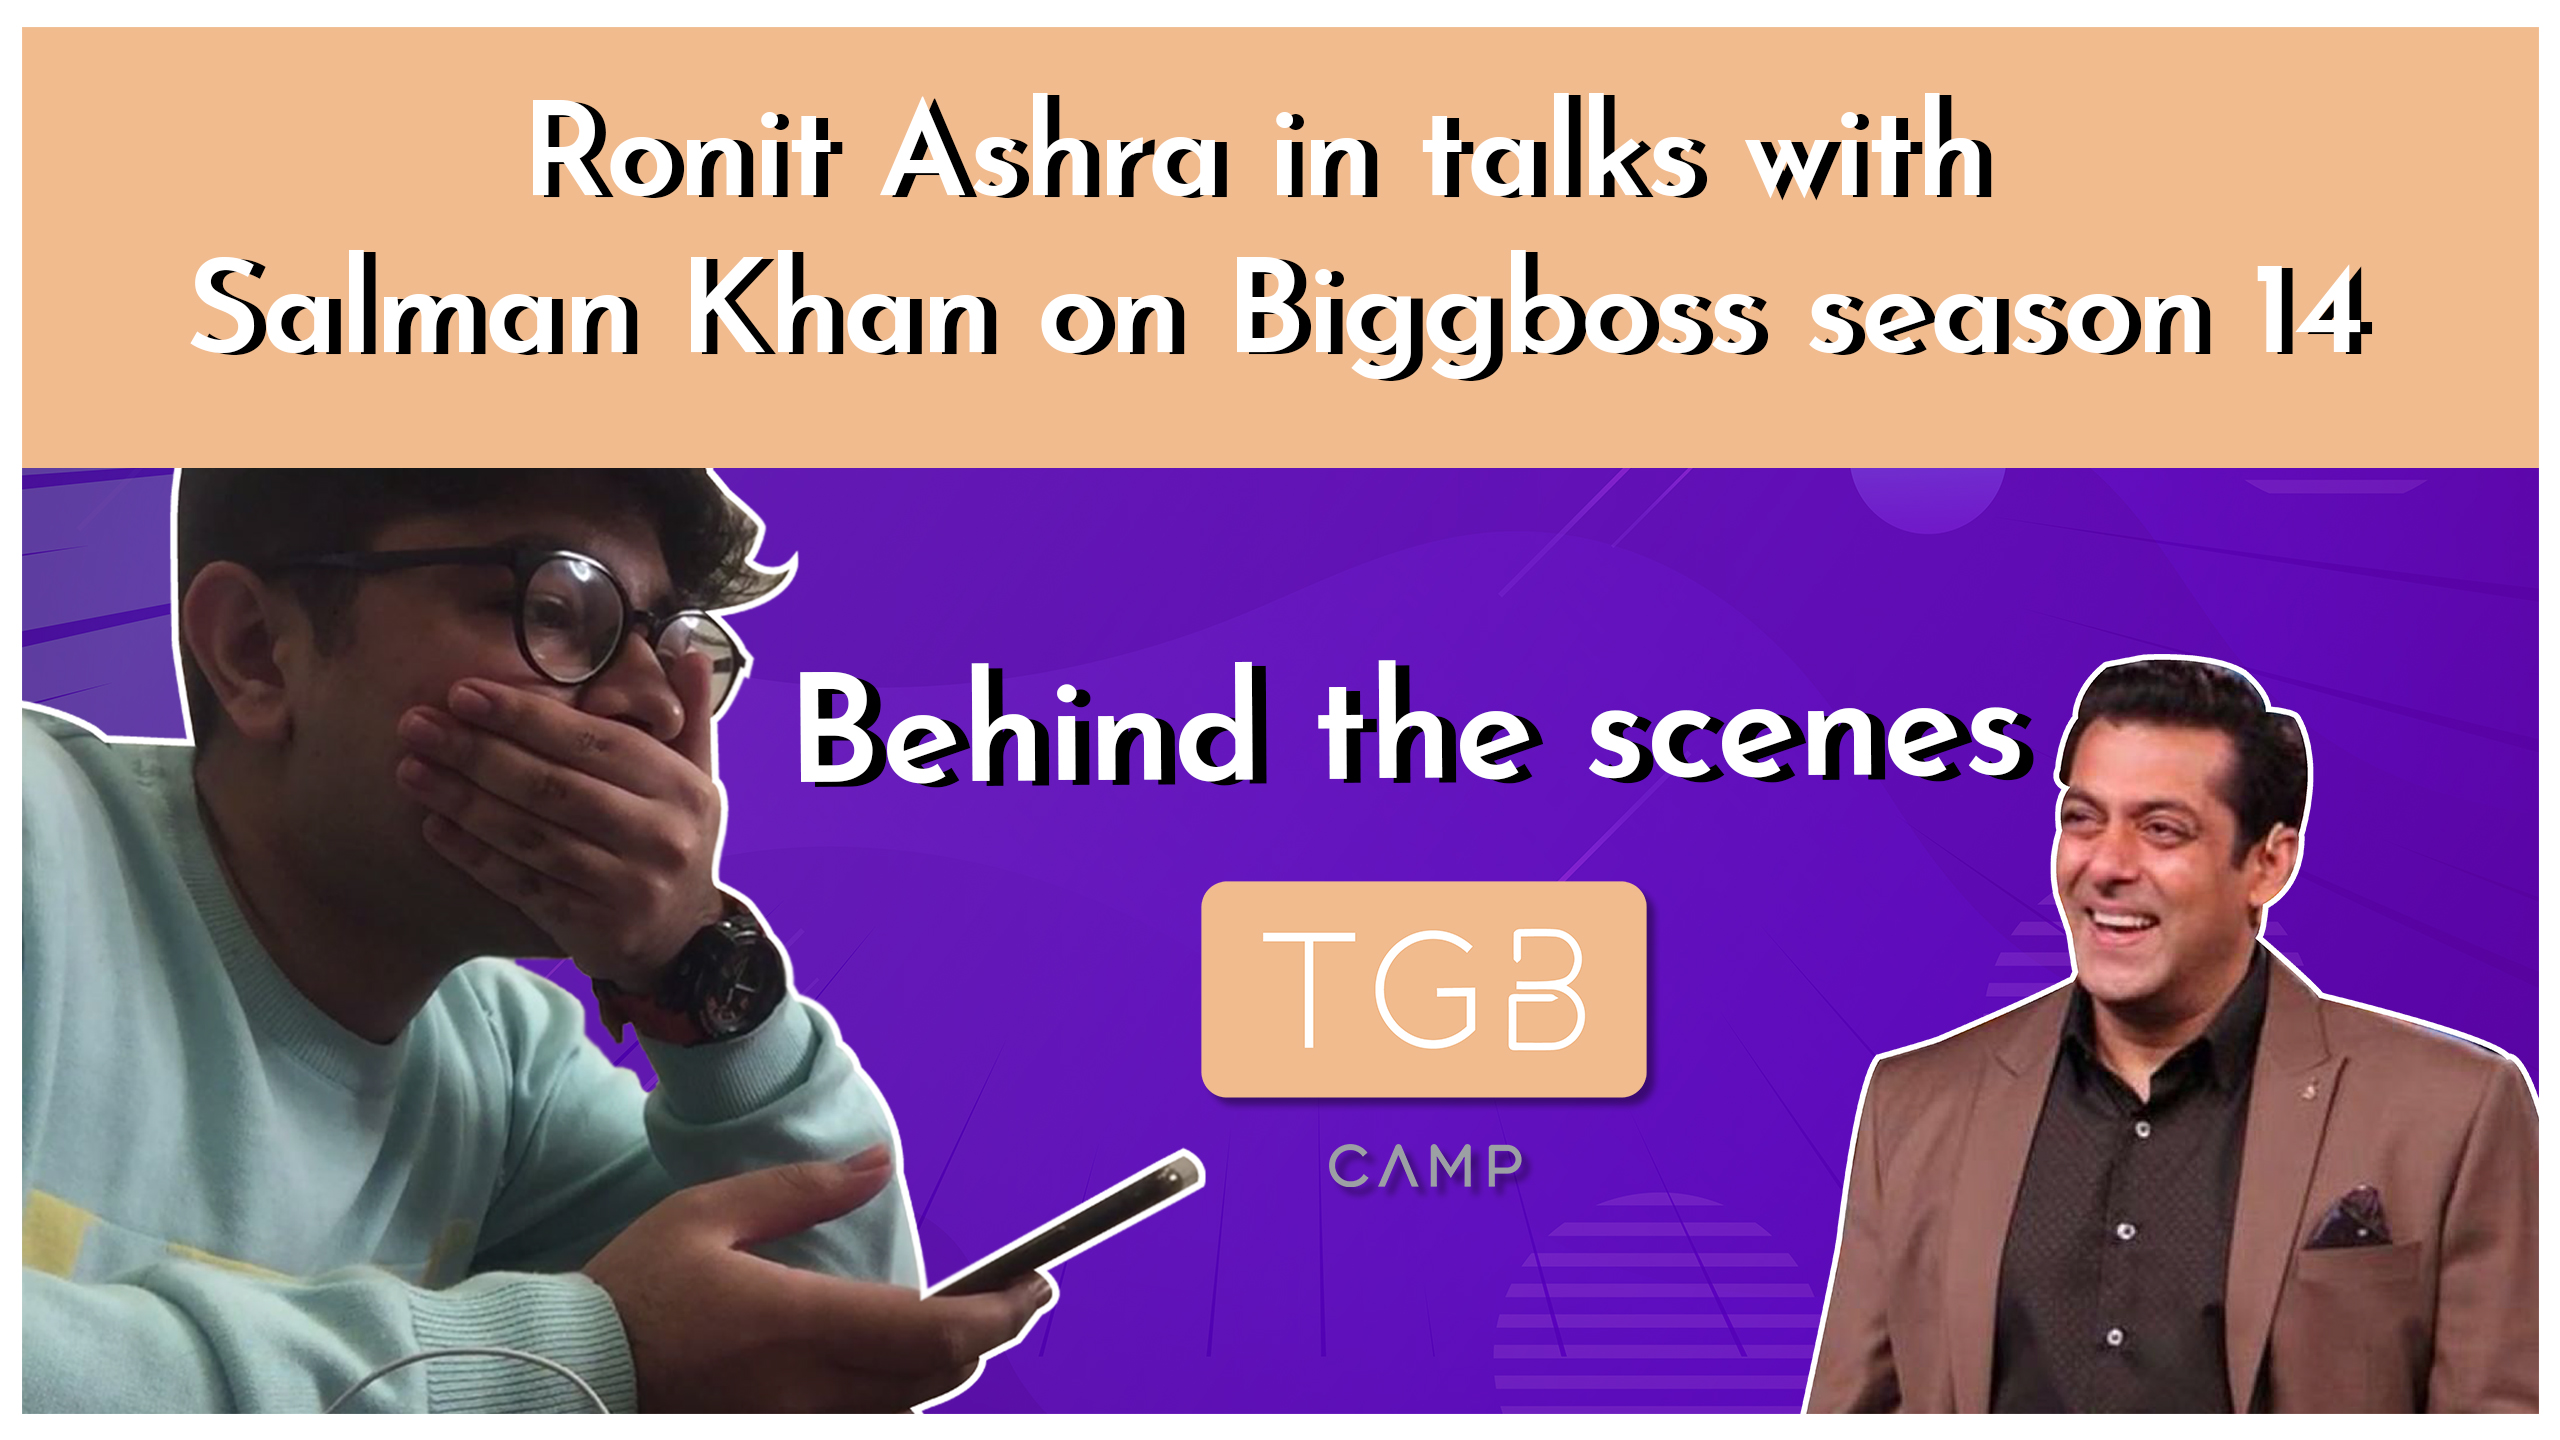 Ronit Ashra in talks with
Salman Khan on Biggboss season 14
Behind the scenes
TGB
CAMP